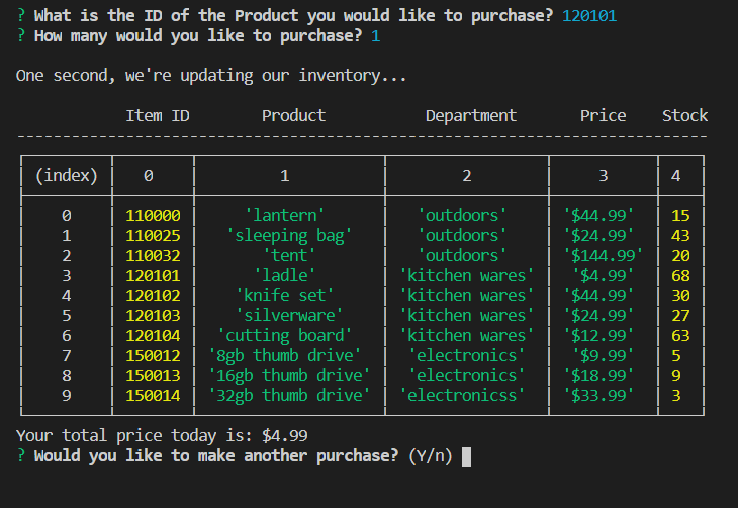 ? What is the ID of the Product you would like to purchase? 120101
? How many would you like to purchase? 1
One second, we're updating our inventory...
Item ID Product Department Price Stock
--------------------------------------------------------------------------
(index) 0 1 2 3 4
0 110000 'lantern' 'outdoors' '$44.99' 15
1 110025 'sleeping bag' 'outdoors' '$24.99' 43
2 110032 'tent' 'outdoors' '$144.99' 20
3 120101 'ladle' 'kitchen wares' '$4.99' 68
4 120102 'knife set' 'kitchen wares' '$44.99' 30
5 120103 'silverware' 'kitchen wares' '$24.99' 27
6 120104 'cutting board' 'kitchen wares' '$12.99' 63
7 150012 '8gb thumb drive' 'electronics' '$9.99' 5
8 150013 '16gb thumb drive' 'electronics' '$18.99' 9
9 150014 '32gb thumb drive' 'electronicss' '$33.99' 3
Your total price today is: $4.99
? Would you like to make another purchase? (Y/n)